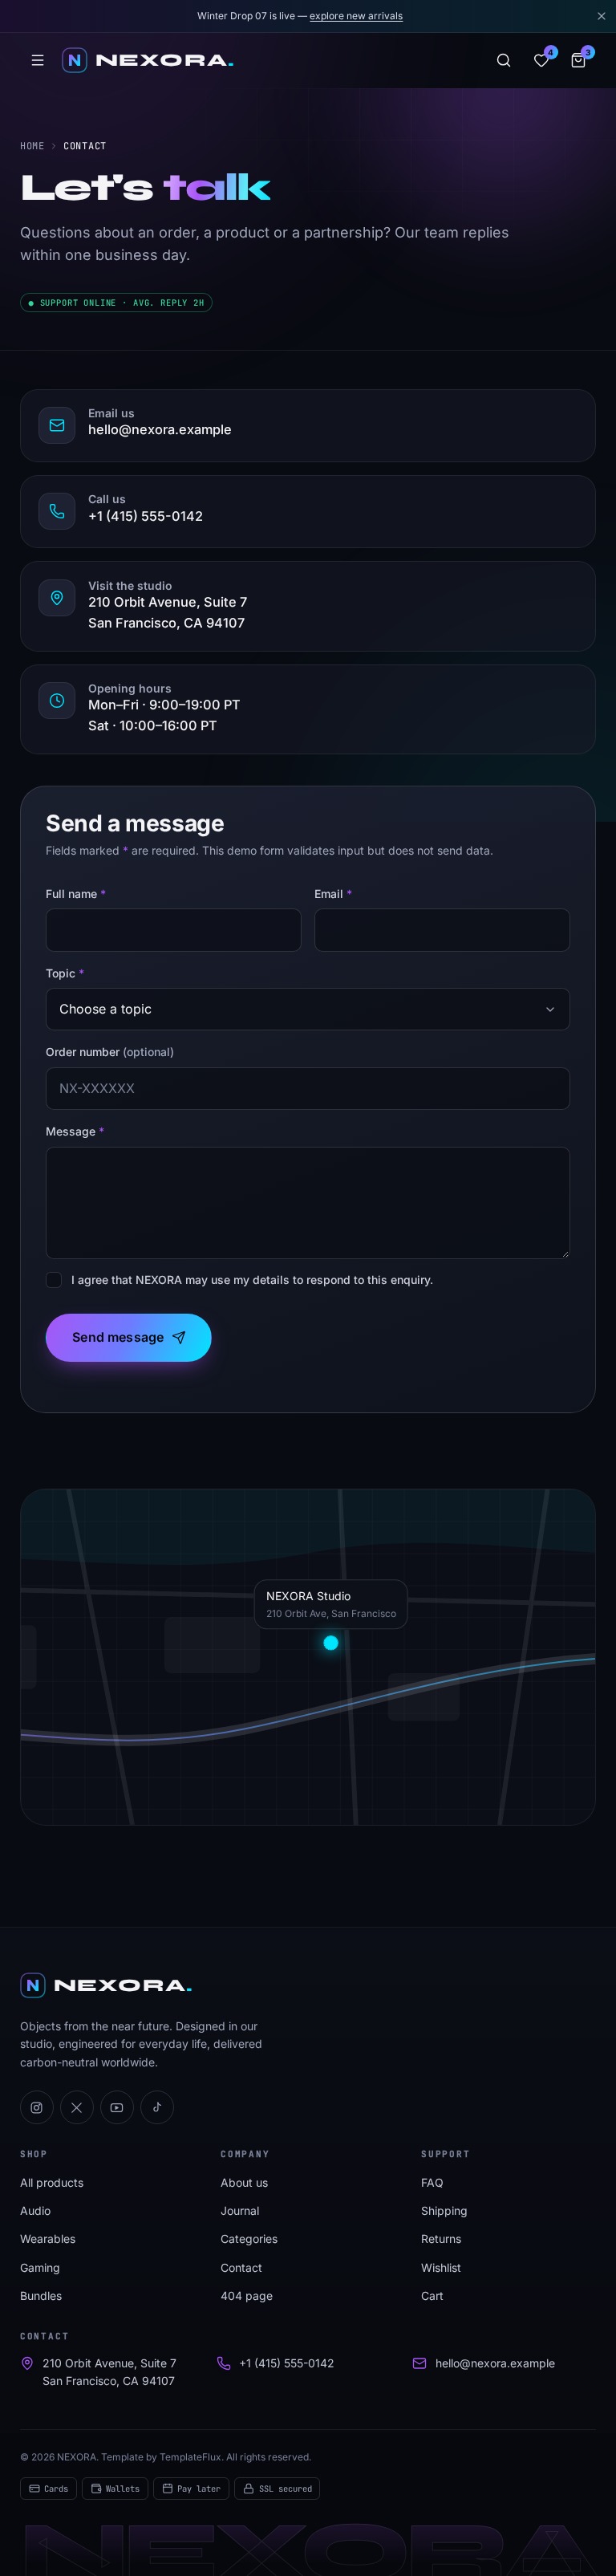 Winter Drop 07 is live — explore new arrivals
N NEXORA.
4
3
HOME > CONTACT
Let's talk
Questions about an order, a product or a partnership? Our team replies
within one business day.
● SUPPORT ONLINE · AVG. REPLY 2H
Email us
hello@nexora.example
Call us
+1 (415) 555-0142
Visit the studio
210 Orbit Avenue, Suite 7
San Francisco, CA 94107
Opening hours
Mon–Fri · 9:00–19:00 PT
Sat · 10:00–16:00 PT
Send a message
Fields marked * are required. This demo form validates input but does not send data.
Full name *
Email *
Topic *
Choose a topic
Order number (optional)
NX-XXXXXX
Message *
I agree that NEXORA may use my details to respond to this enquiry.
Send message
NEXORA Studio
210 Orbit Ave, San Francisco
N NEXORA.
Objects from the near future. Designed in our
studio, engineered for everyday life, delivered
carbon-neutral worldwide.
SHOP
All products
Audio
Wearables
Gaming
Bundles
COMPANY
About us
Journal
Categories
Contact
404 page
SUPPORT
FAQ
Shipping
Returns
Wishlist
Cart
CONTACT
210 Orbit Avenue, Suite 7
San Francisco, CA 94107
+1 (415) 555-0142
hello@nexora.example
© 2026 NEXORA. Template by TemplateFlux. All rights reserved.
Cards
Wallets
Pay later
SSL secured
NEXORA